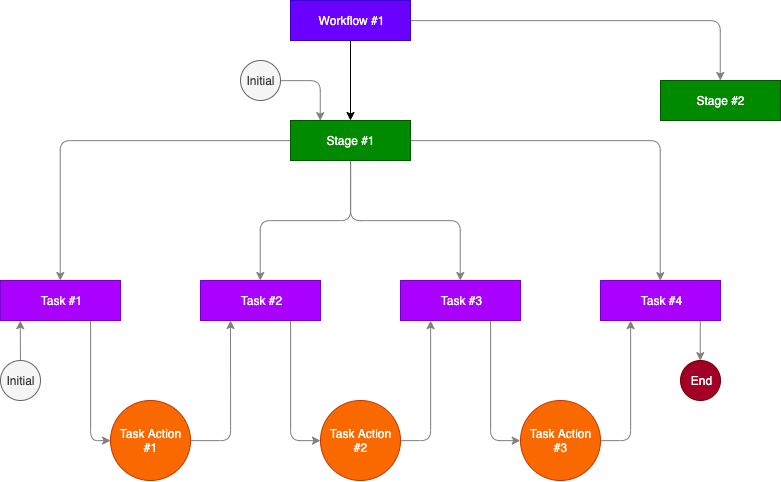 Workflow #1
Initial
Stage #2
Stage #1
Task #1
Task #2
Task #3
Task #4
Initial
End
Task Action
#1
Task Action
#2
Task Action
#3